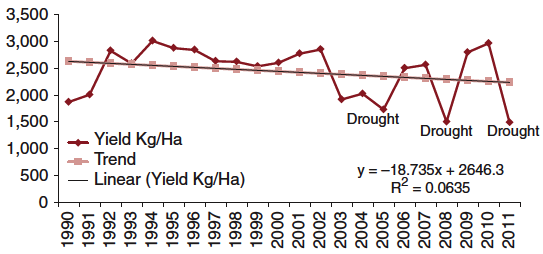 3,500
3,000
2,500
2,000
1,500
1,000
500
0
Drought
Drought Drought
Yield Kg/Ha
Trend
Linear (Yield Kg/Ha)
y = –18.735x + 2646.3
R² = 0.0635
1990 1991 1992 1993 1994 1995 1996 1997 1998 1999 2000 2001 2002 2003 2004 2005 2006 2007 2008 2009 2010 2011